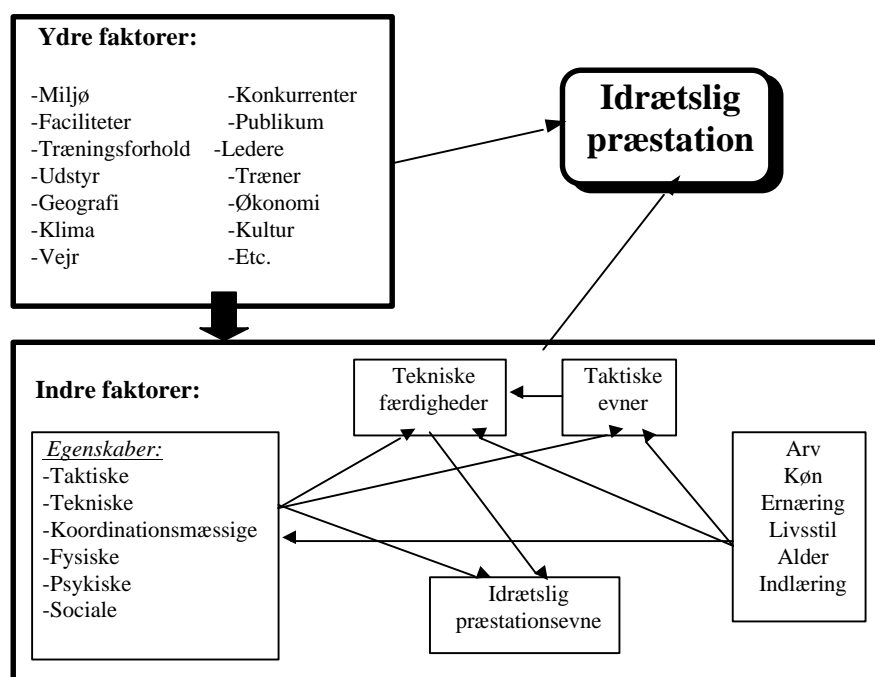 Ydre faktorer:
-Miljø -Konkurrenter
-Faciliteter -Publikum
-Træningsforhold -Ledere
-Udstyr -Træner
-Geografi -Økonomi
-Klima -Kultur
-Vejr -Etc.
Idrætslig
præstation
Indre faktorer:
Tekniske
færdigheder
Taktiske
evner
Egenskaber:
-Taktiske
-Tekniske
-Koordinationsmæssige
-Fysiske
-Psykiske
-Sociale
Arv
Køn
Ernæring
Livsstil
Alder
Indlæring
Idrætslig
præstationsevne